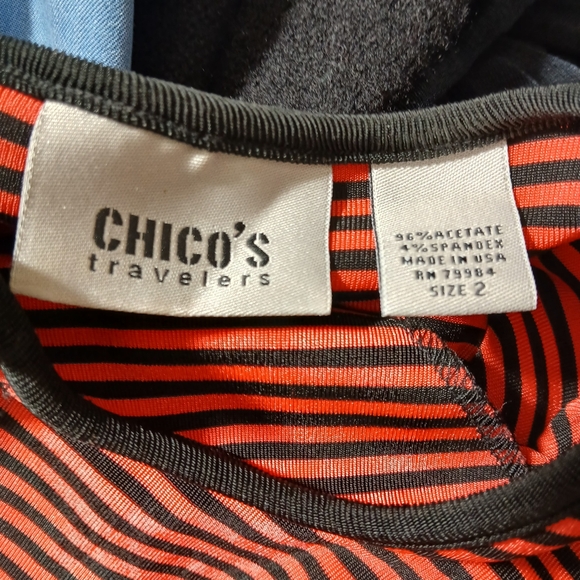 CHICO'S
travelers
96% ACETATE
4% SPANDEX
MADE IN USA
RN 79984
SIZE 2